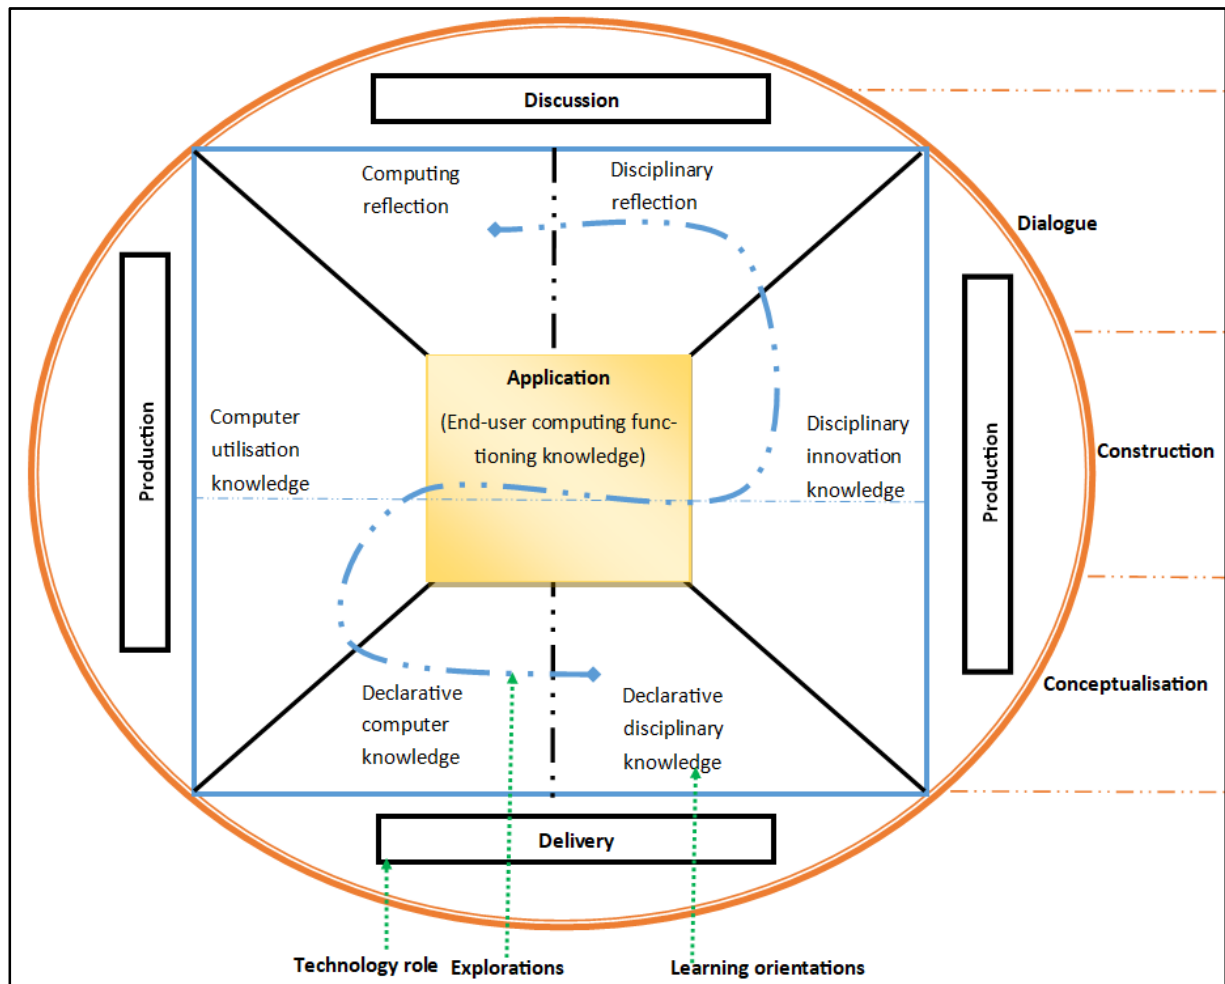 Discussion
Computing
reflection
Disciplinary
reflection
Dialogue
Production
Application
(End-user computing func-
tioning knowledge)
Computer
utilisation
knowledge
Disciplinary
innovation
knowledge
Production
Construction
Conceptualisation
Declarative
computer
knowledge
Declarative
disciplinary
knowledge
Delivery
Technology role
Explorations
Learning orientations